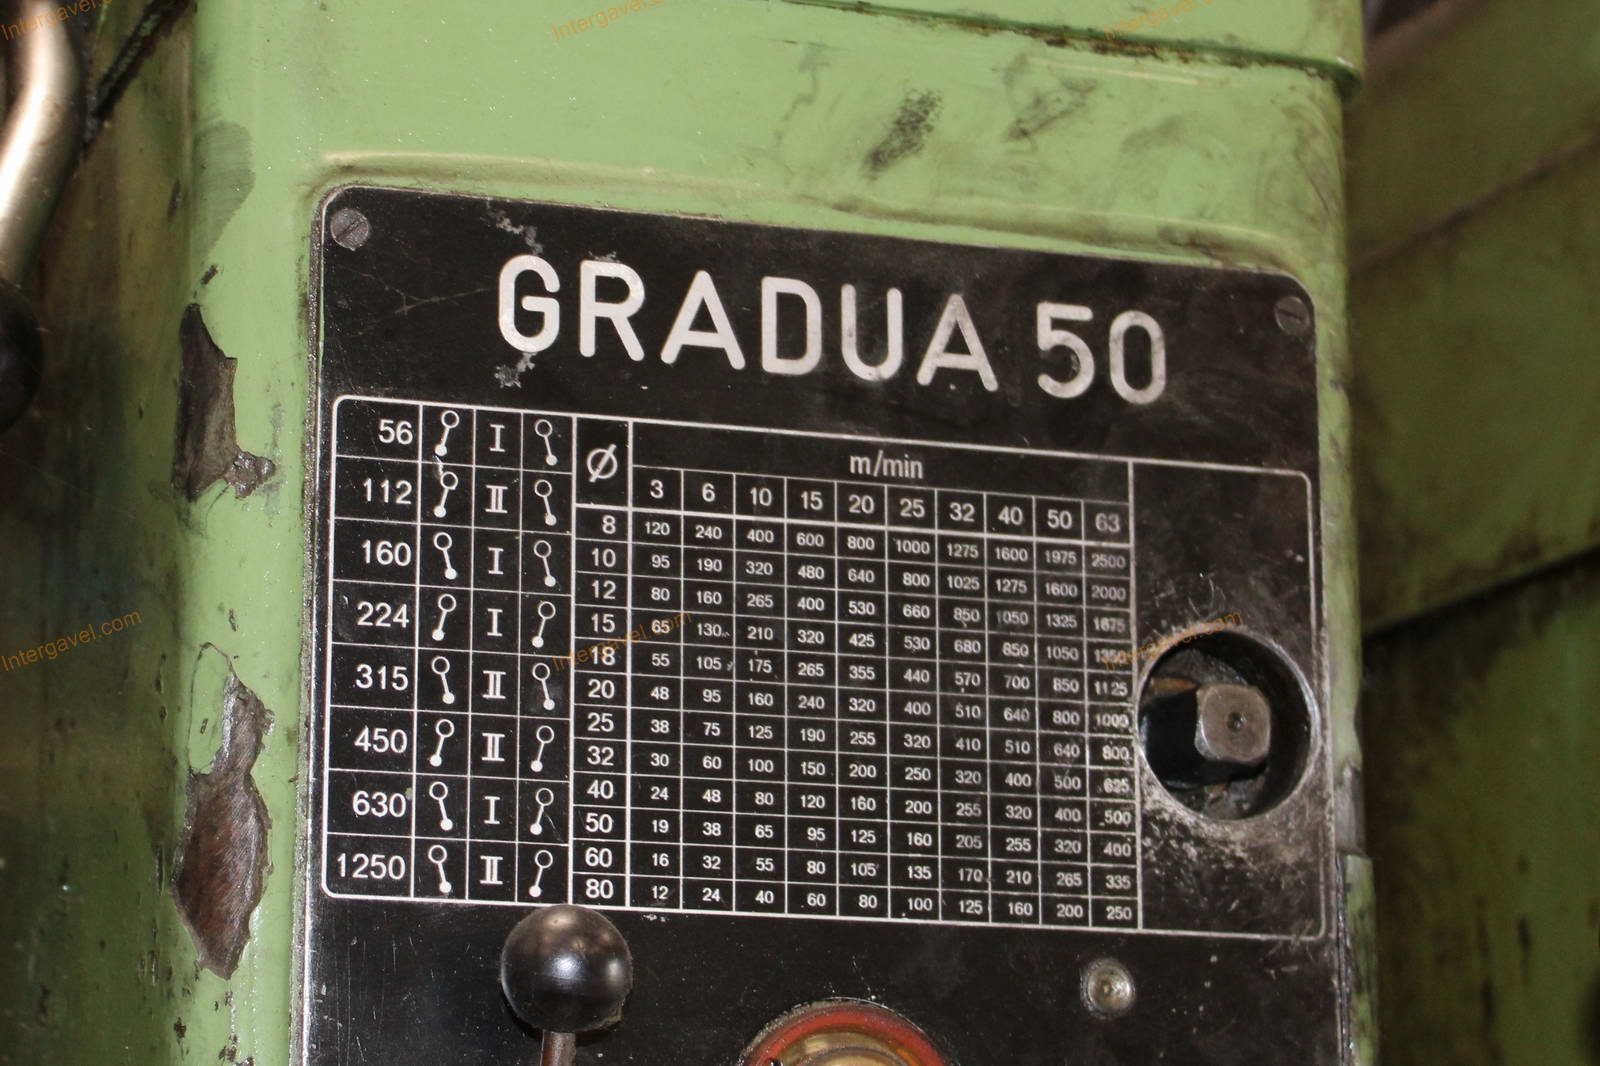 Intergavel.com
GRADUA 50
56 I
112 II
160 I
224 I
315 II
450 II
630 I
1250 II
Ø m/min
3 6 10 15 20 25 32 40 50 63
8 120 240 400 600 800 1000 1275 1600 1975 2500
10 95 190 320 480 640 800 1025 1275 1600 2000
12 80 160 265 400 530 660 850 1050 1325 1675
15 65 130 210 320 425 530 680 850 1050 1350
18 55 105 175 265 355 440 570 700 850 1125
20 48 95 160 240 320 400 510 640 800 1000
25 38 75 125 190 255 320 410 510 640 800
32 30 60 100 150 200 250 320 400 500 625
40 24 48 80 120 160 200 255 320 400 500
50 19 38 65 95 125 160 205 255 320 400
60 16 32 55 80 105 135 170 210 265 335
80 12 24 40 60 80 100 125 160 200 250
Intergavel.com
Intergavel.com